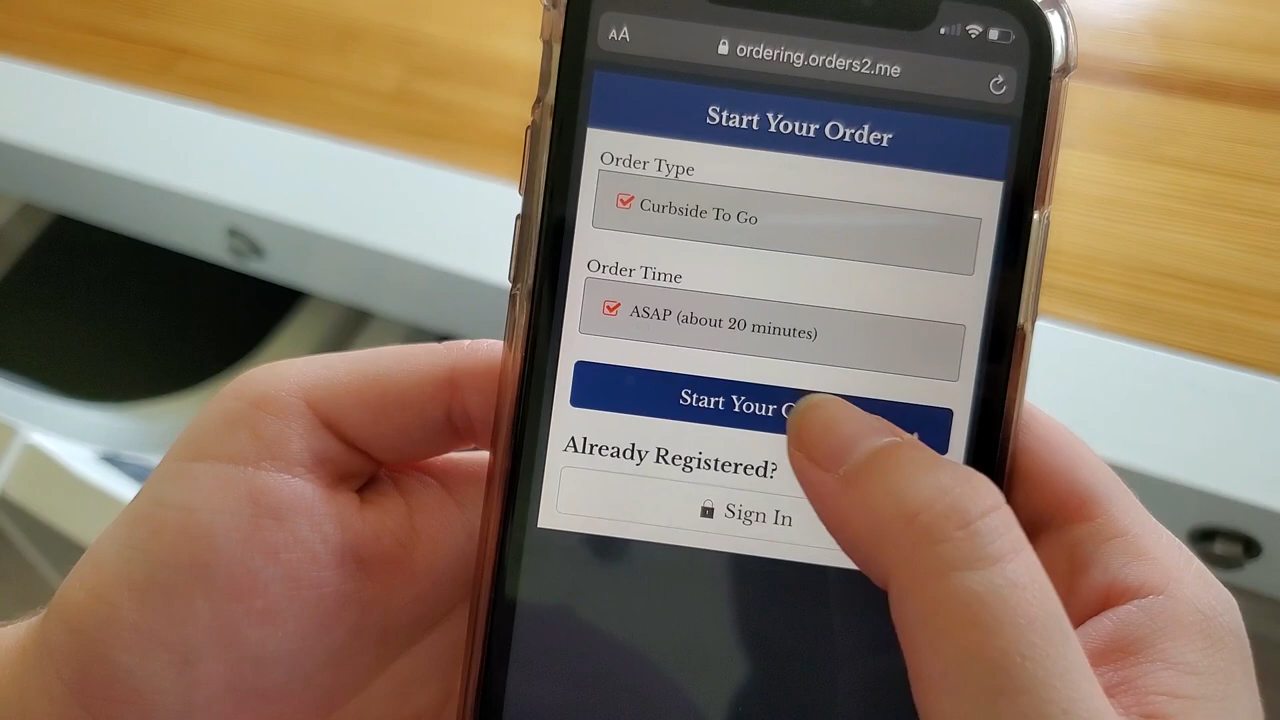 AA ordering.orders2.me
Start Your Order
Order Type
Curbside To Go
Order Time
ASAP (about 20 minutes)
Start Your
Already Registered?
Sign In